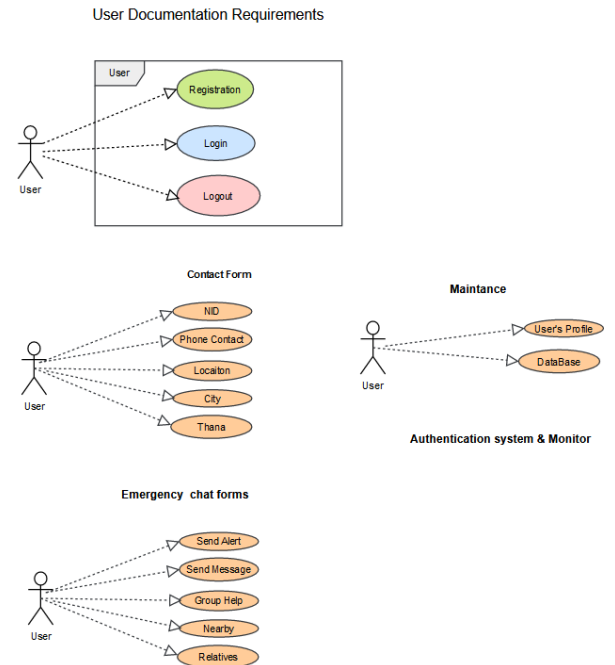 User Documentation Requirements
User
Registration
Login
Logout
User
Contact Form
NID
Phone Contact
Locaiton
City
Thana
User
Maintance
User's Profile
DataBase
User
Authentication system & Monitor
Emergency chat forms
Send Alert
Send Message
Group Help
Nearby
Relatives
User